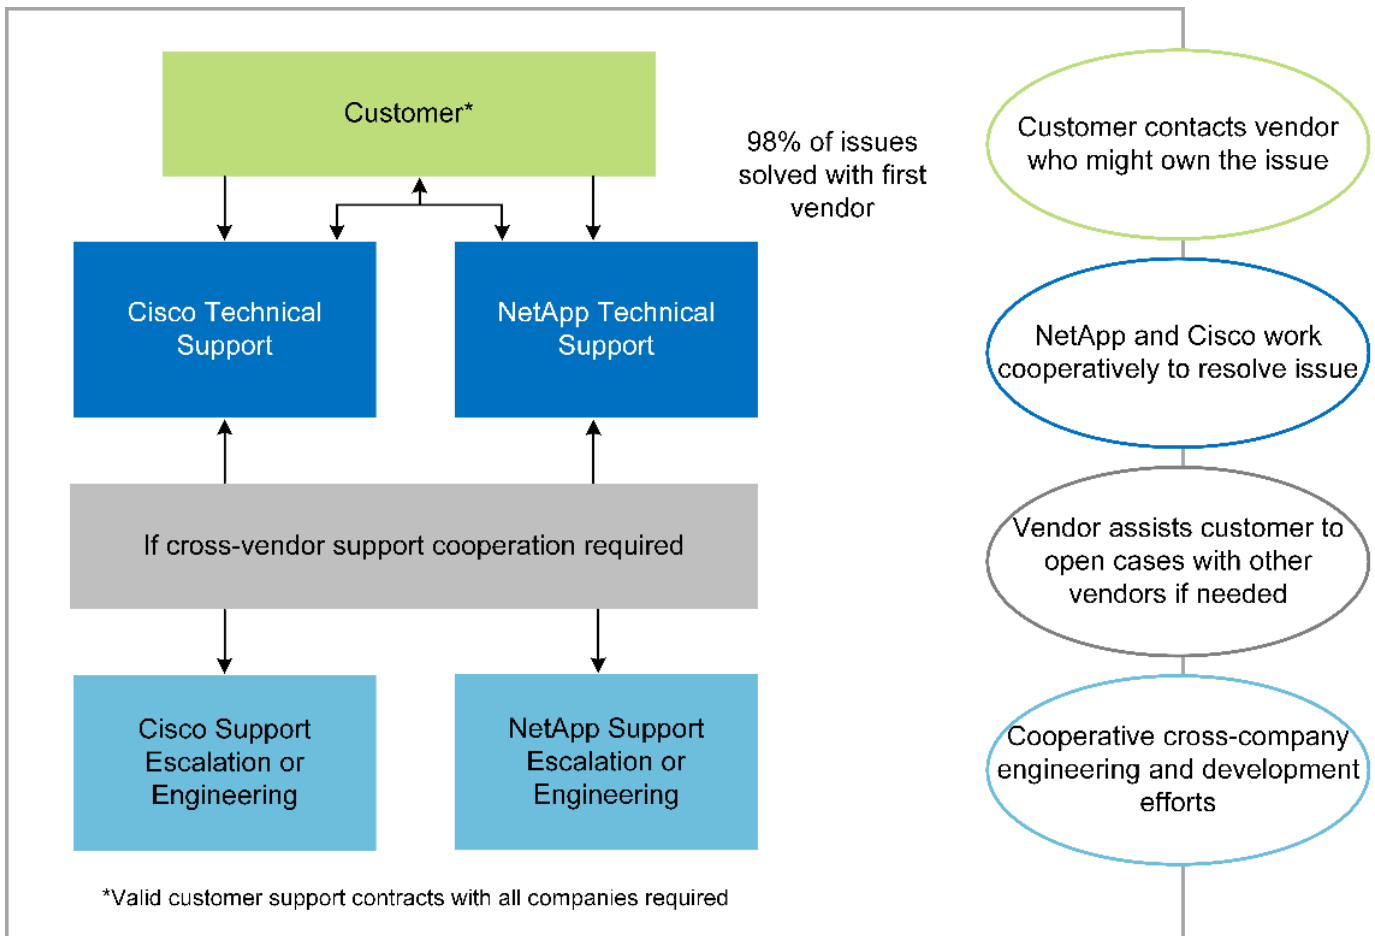 Customer*
98% of issues
solved with first
vendor
Customer contacts vendor
who might own the issue
Cisco Technical
Support
NetApp Technical
Support
NetApp and Cisco work
cooperatively to resolve issue
If cross-vendor support cooperation required
Vendor assists customer to
open cases with other
vendors if needed
Cisco Support
Escalation or
Engineering
NetApp Support
Escalation or
Engineering
Cooperative cross-company
engineering and development
efforts
*Valid customer support contracts with all companies required